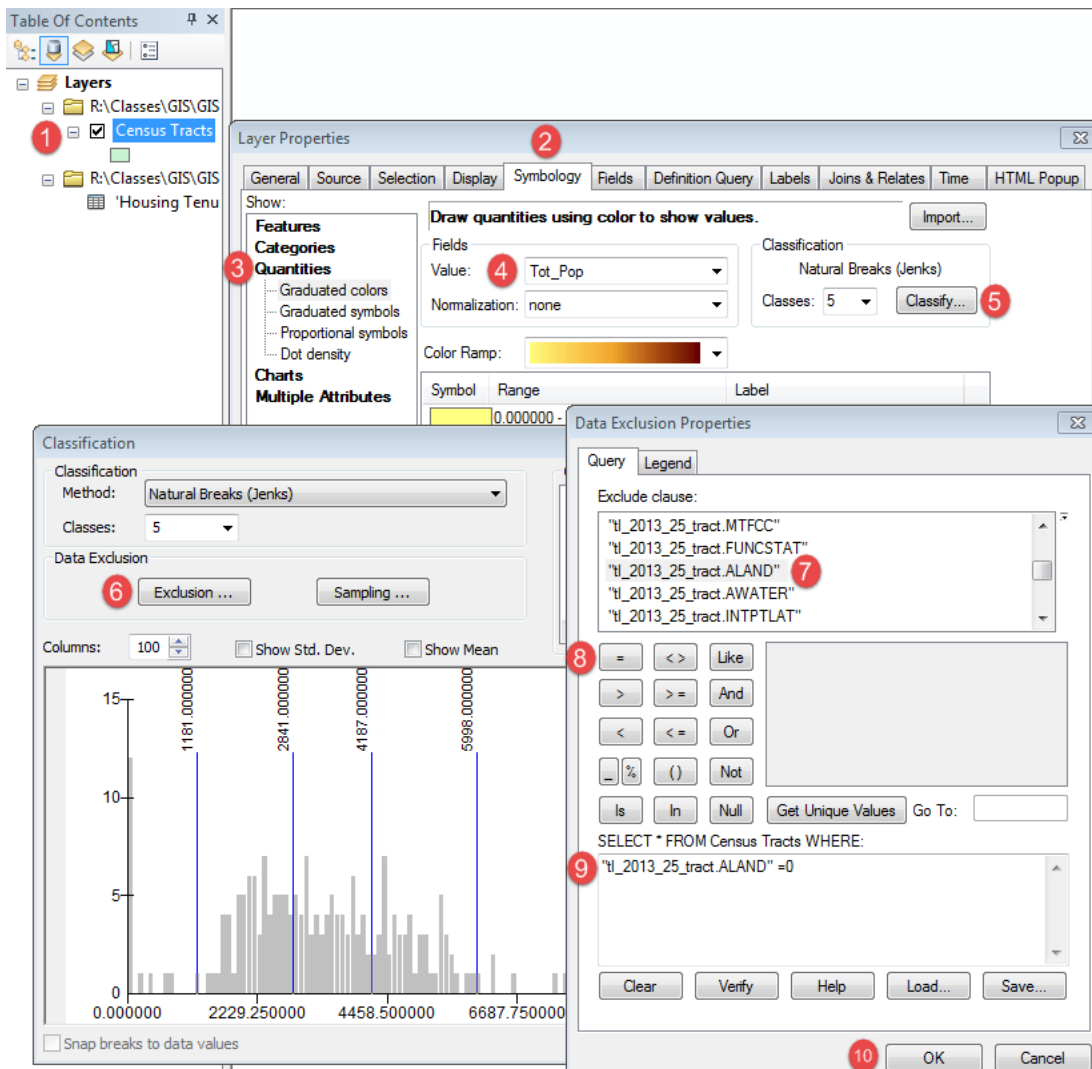 Table Of Contents
Layers
R:\Classes\GIS\GIS
1
Census Tracts
R:\Classes\GIS\GIS
'Housing Tenu
Layer Properties
2
General Source Selection Display Symbology Fields Definition Query Labels Joins & Relates Time HTML Popup
Show:
Features
Categories
3 Quantities
Graduated colors
Graduated symbols
Proportional symbols
Dot density
Charts
Multiple Attributes
Draw quantities using color to show values.
Import...
Fields
Value: 4 Tot_Pop
Normalization: none
Classification
Natural Breaks (Jenks)
Classes: 5 Classify... 5
Color Ramp:
Symbol Range Label
0.000000 -
Classification
Classification
Method: Natural Breaks (Jenks)
Classes: 5
Data Exclusion
6 Exclusion ... Sampling ...
Columns: 100 Show Std. Dev. Show Mean
1181.000000
2841.000000
4187.000000
5998.000000
15
10
5
0
0.000000 2229.250000 4458.500000 6687.750000
Snap breaks to data values
Data Exclusion Properties
Query Legend
Exclude clause:
"tl_2013_25_tract.MTFCC"
"tl_2013_25_tract.FUNCSTAT"
"tl_2013_25_tract.ALAND" 7
"tl_2013_25_tract.AWATER"
"tl_2013_25_tract.INTPTLAT"
8 = < > Like
> > = And
< < = Or
_ % () Not
Is In Null Get Unique Values Go To:
SELECT * FROM Census Tracts WHERE:
9 "tl_2013_25_tract.ALAND" =0
Clear Verify Help Load... Save...
10 OK Cancel